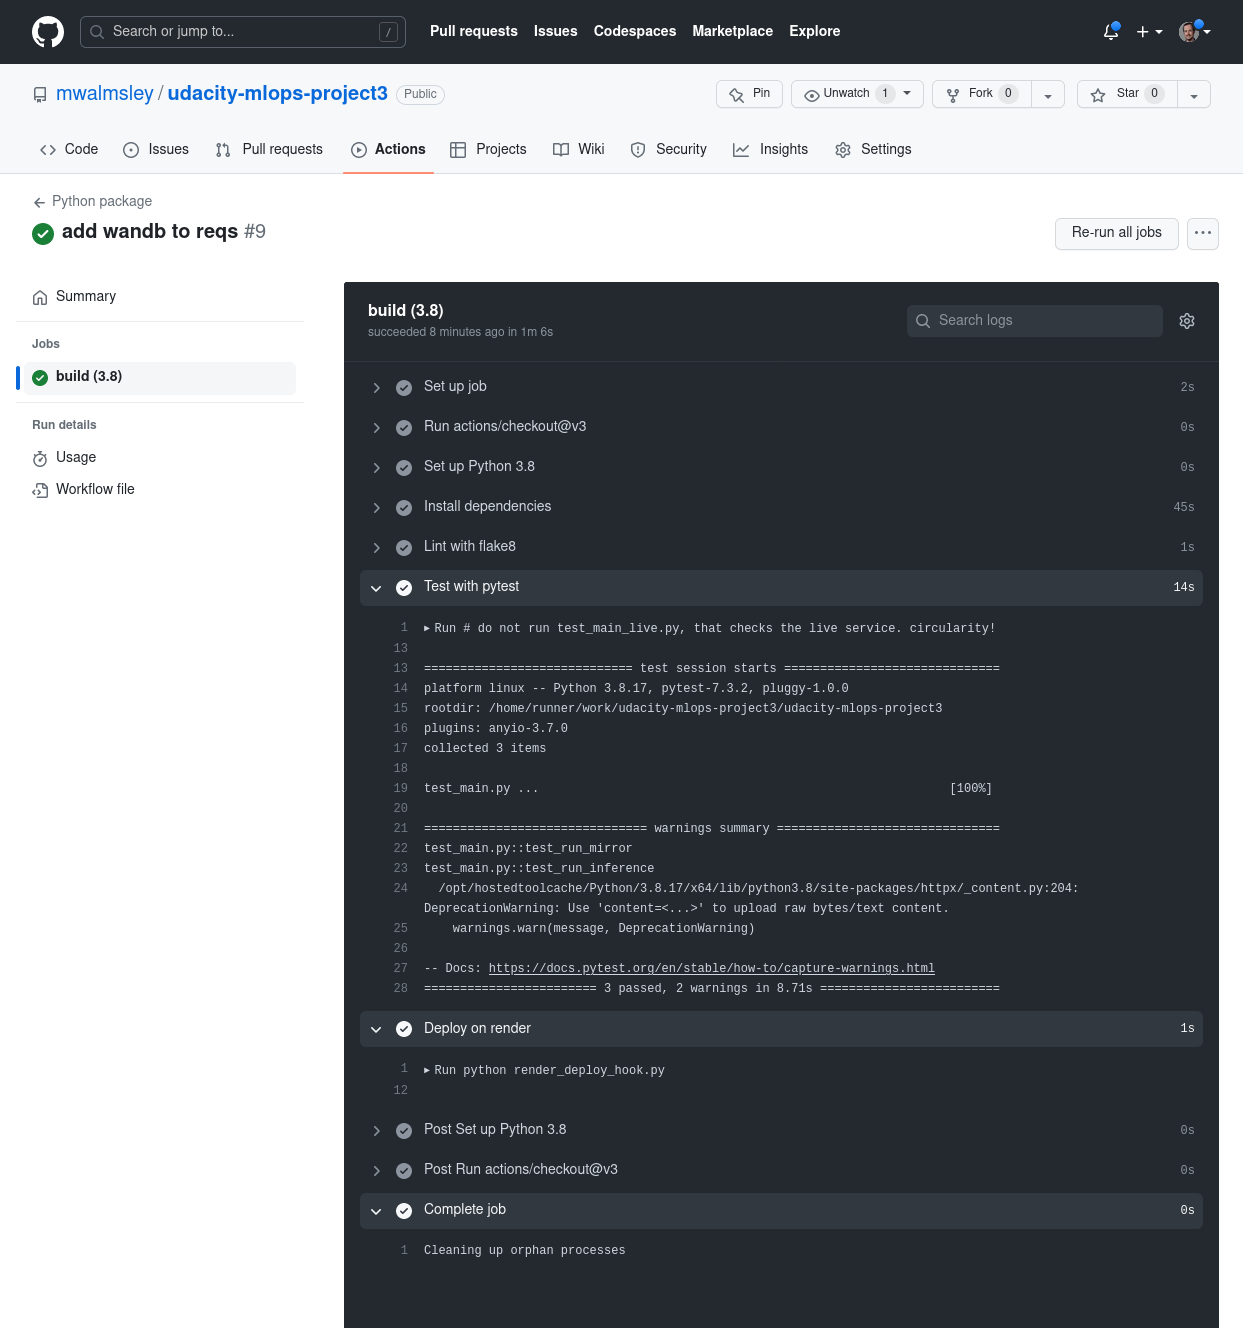 Search or jump to... /
Pull requests Issues Codespaces Marketplace Explore
mwalmsley / udacity-mlops-project3 Public
Pin Unwatch 1 Fork 0 Star 0
Code Issues Pull requests Actions Projects Wiki Security Insights Settings
Python package
add wandb to reqs #9
Re-run all jobs
Summary
Jobs
build (3.8)
Run details
Usage
Workflow file
build (3.8)
succeeded 8 minutes ago in 1m 6s
Search logs
Set up job 2s
Run actions/checkout@v3 0s
Set up Python 3.8 0s
Install dependencies 45s
Lint with flake8 1s
Test with pytest 14s
1 ▸ Run # do not run test_main_live.py, that checks the live service. circularity!
13
13 ============================= test session starts ==============================
14 platform linux -- Python 3.8.17, pytest-7.3.2, pluggy-1.0.0
15 rootdir: /home/runner/work/udacity-mlops-project3/udacity-mlops-project3
16 plugins: anyio-3.7.0
17 collected 3 items
18
19 test_main.py ... [100%]
20
21 =============================== warnings summary ===============================
22 test_main.py::test_run_mirror
23 test_main.py::test_run_inference
24 /opt/hostedtoolcache/Python/3.8.17/x64/lib/python3.8/site-packages/httpx/_content.py:204:
DeprecationWarning: Use 'content=<...>' to upload raw bytes/text content.
25 warnings.warn(message, DeprecationWarning)
26
27 -- Docs: https://docs.pytest.org/en/stable/how-to/capture-warnings.html
28 ======================== 3 passed, 2 warnings in 8.71s =========================
Deploy on render 1s
1 ▸ Run python render_deploy_hook.py
12
Post Set up Python 3.8 0s
Post Run actions/checkout@v3 0s
Complete job 0s
1 Cleaning up orphan processes